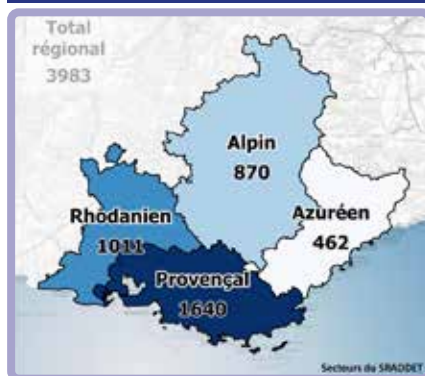 Total
régional
3983
Alpin
870
Azuréen
462
Rhodanien
1011
Provençal
1640
Secteurs du SRADDET